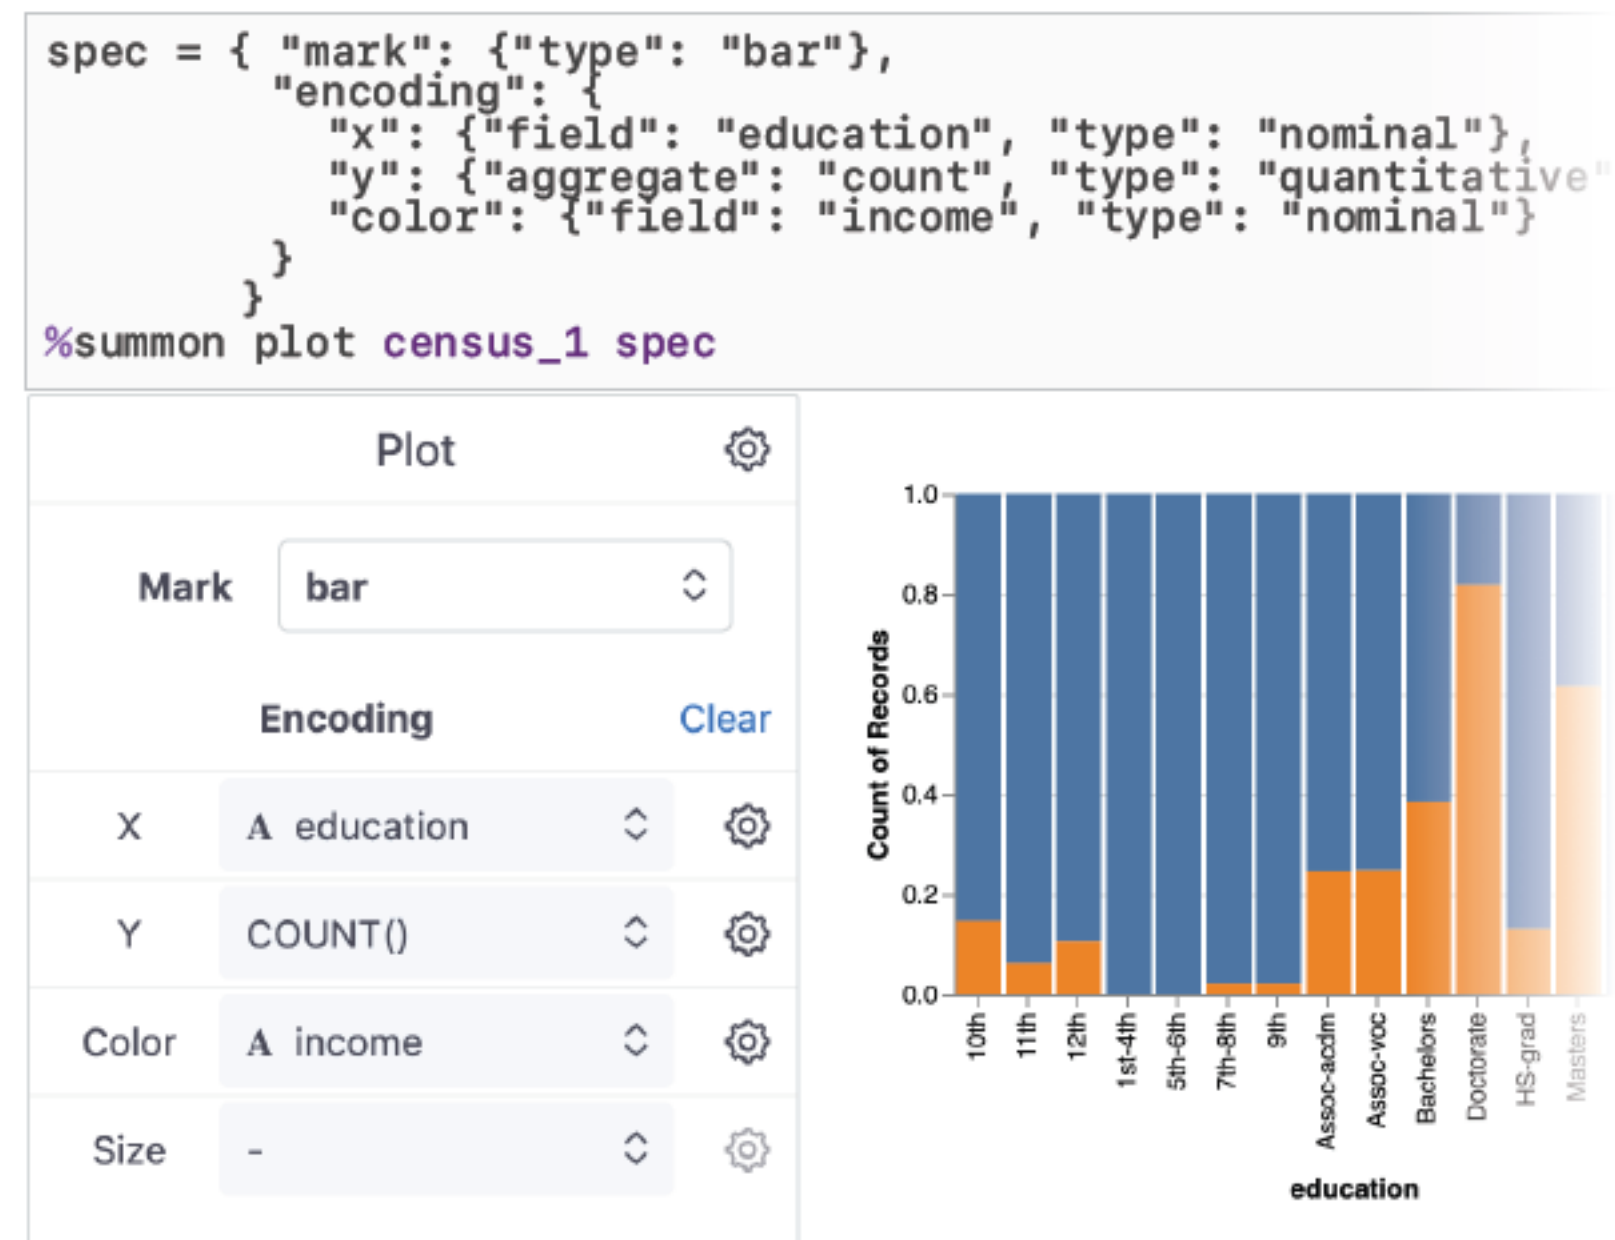 spec = { "mark": {"type": "bar"},
"encoding": {
"x": {"field": "education", "type": "nominal"},
"y": {"aggregate": "count", "type": "quantitative"
"color": {"field": "income", "type": "nominal"}
}
}
%summon plot census_1 spec
Plot
Mark
bar
Encoding
Clear
X
A education
Y
COUNT()
Color
A income
Size
-
Count of Records
1.0
0.8
0.6
0.4
0.2
0.0
10th
11th
12th
1st-4th
5th-6th
7th-8th
9th
Assoc-acdm
Assoc-voc
Bachelors
Doctorate
HS-grad
Masters
education